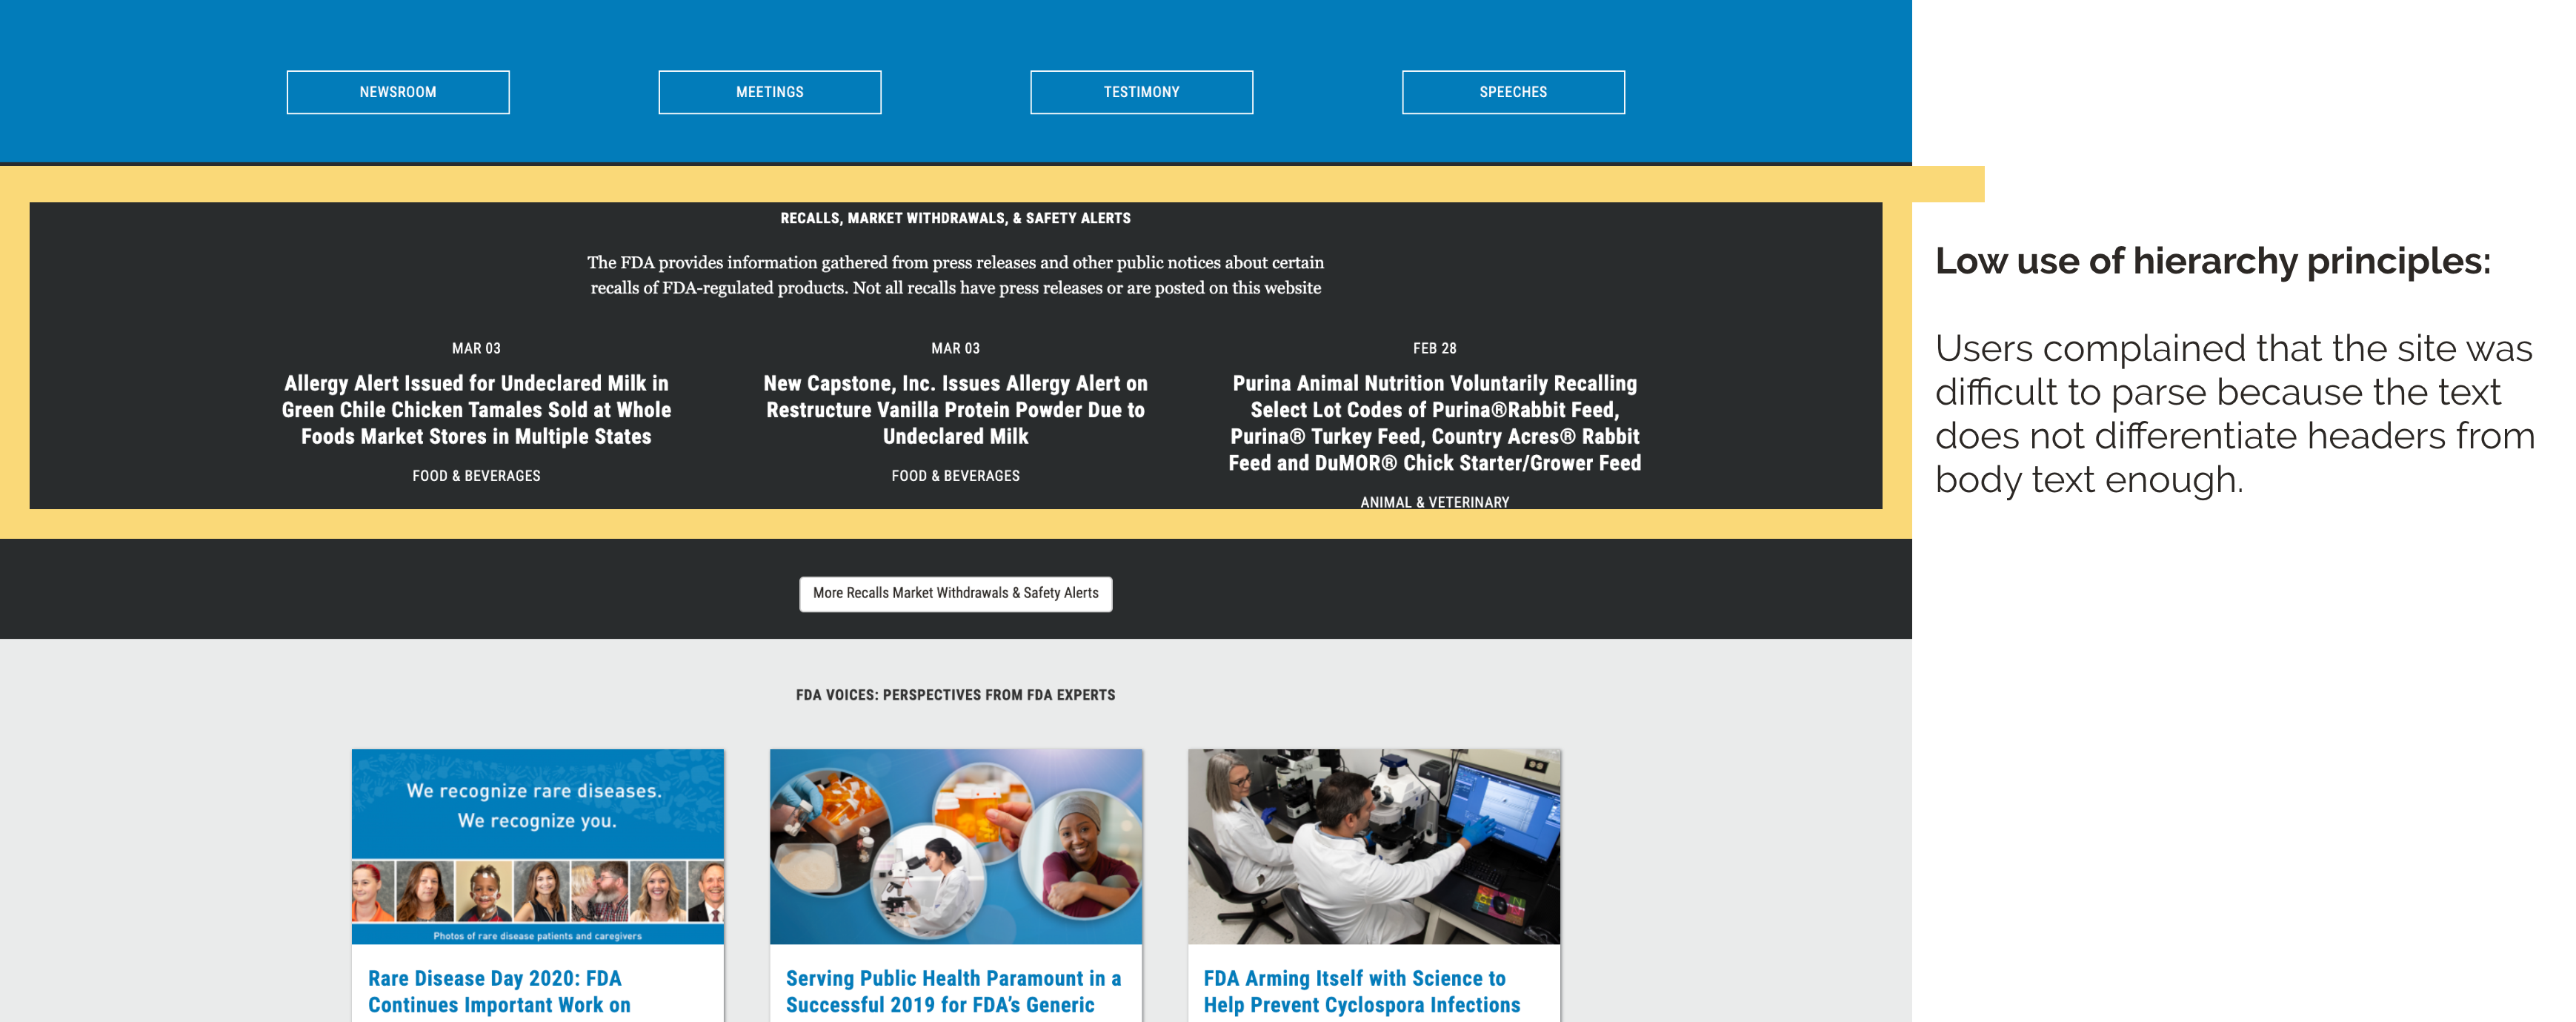 NEWSROOM
MEETINGS
TESTIMONY
SPEECHES
RECALLS, MARKET WITHDRAWALS, & SAFETY ALERTS
The FDA provides information gathered from press releases and other public notices about certain
recalls of FDA-regulated products. Not all recalls have press releases or are posted on this website
MAR 03
Allergy Alert Issued for Undeclared Milk in
Green Chile Chicken Tamales Sold at Whole
Foods Market Stores in Multiple States
FOOD & BEVERAGES
MAR 03
New Capstone, Inc. Issues Allergy Alert on
Restructure Vanilla Protein Powder Due to
Undeclared Milk
FOOD & BEVERAGES
FEB 28
Purina Animal Nutrition Voluntarily Recalling
Select Lot Codes of Purina®Rabbit Feed,
Purina® Turkey Feed, Country Acres® Rabbit
Feed and DuMOR® Chick Starter/Grower Feed
ANIMAL & VETERINARY
More Recalls Market Withdrawals & Safety Alerts
Low use of hierarchy principles:
Users complained that the site was
difficult to parse because the text
does not differentiate headers from
body text enough.
FDA VOICES: PERSPECTIVES FROM FDA EXPERTS
We recognize rare diseases.
We recognize you.
Photos of rare disease patients and caregivers
Rare Disease Day 2020: FDA
Continues Important Work on
Serving Public Health Paramount in a
Successful 2019 for FDA's Generic
FDA Arming Itself with Science to
Help Prevent Cyclospora Infections